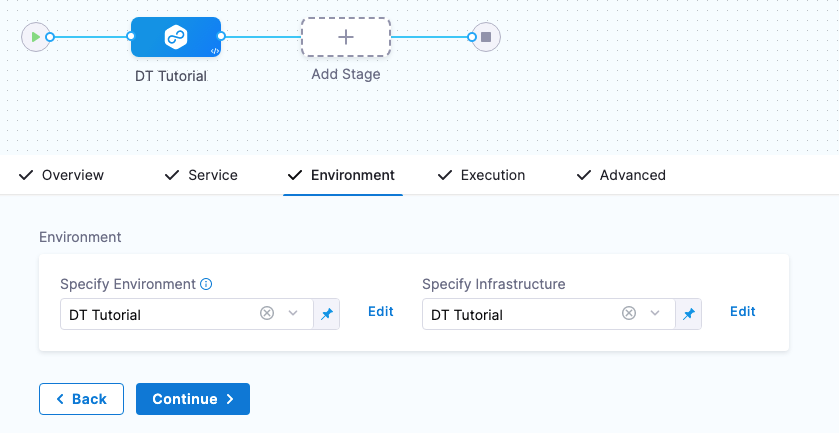 DT Tutorial
Add Stage
Overview Service Environment Execution Advanced
Environment
Specify Environment Specify Infrastructure
DT Tutorial Edit DT Tutorial Edit
Back Continue